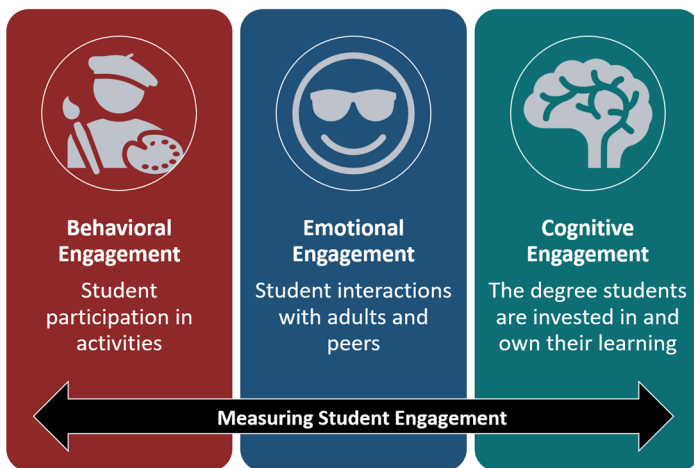 Behavioral
Engagement
Student
participation in
activities
Emotional
Engagement
Student interactions
with adults and
peers
Cognitive
Engagement
The degree students
are invested in and
own their learning
Measuring Student Engagement